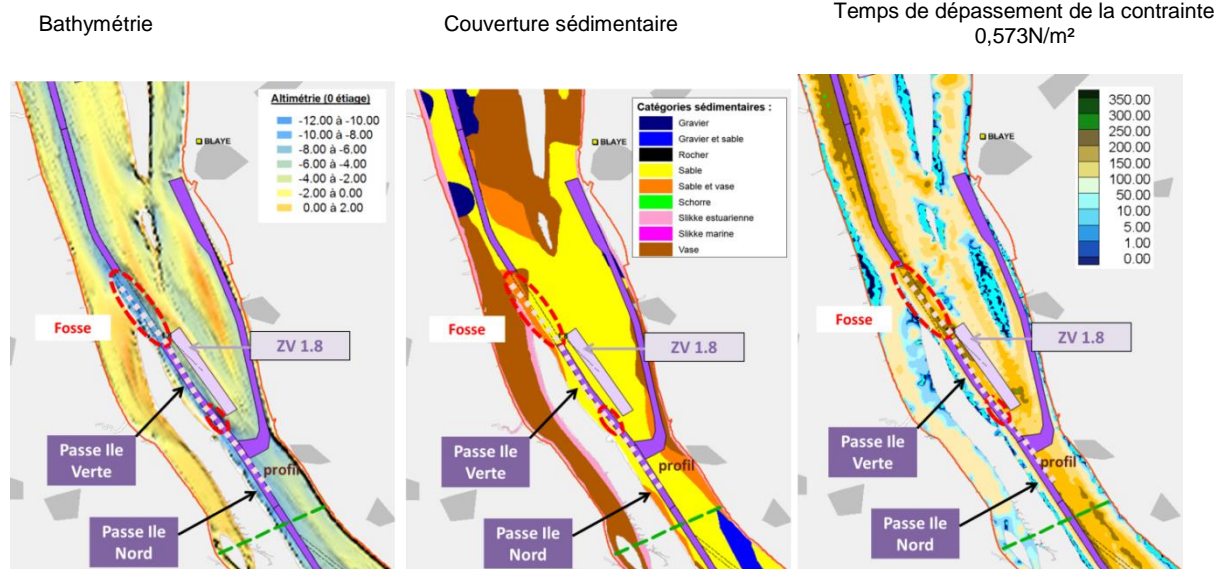 Bathymétrie
Couverture sédimentaire
Temps de dépassement de la contrainte
0,573N/m²
Altimétrie (0 étiage)
-12.00 à -10.00
-10.00 à -8.00
-8.00 à -6.00
-6.00 à -4.00
-4.00 à -2.00
-2.00 à 0.00
0.00 à 2.00
BLAYE
Fosse
ZV 1.8
Passe Ile
Verte
profil
Passe Ile
Nord
Catégories sédimentaires :
Gravier
Gravier et sable
Rocher
Sable
Sable et vase
Schorre
Slikke estuarienne
Slikke marine
Vase
BLAYE
Fosse
ZV 1.8
Passe Ile
Verte
profil
Passe Ile
Nord
350.00
300.00
250.00
200.00
150.00
100.00
50.00
10.00
5.00
1.00
0.00
BLAYE
Fosse
ZV 1.8
Passe Ile
Verte
profil
Passe Ile
Nord